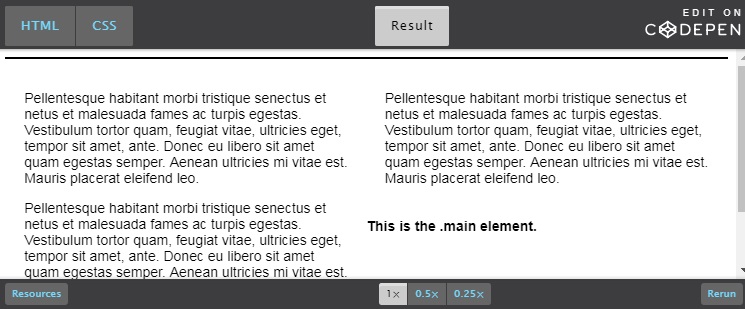 HTML
CSS
Result
EDIT ON
CODEPEN
Pellentesque habitant morbi tristique senectus et
netus et malesuada fames ac turpis egestas.
Vestibulum tortor quam, feugiat vitae, ultricies eget,
tempor sit amet, ante. Donec eu libero sit amet
quam egestas semper. Aenean ultricies mi vitae est.
Mauris placerat eleifend leo.
Pellentesque habitant morbi tristique senectus et
netus et malesuada fames ac turpis egestas.
Vestibulum tortor quam, feugiat vitae, ultricies eget,
tempor sit amet, ante. Donec eu libero sit amet
quam egestas semper. Aenean ultricies mi vitae est.
Pellentesque habitant morbi tristique senectus et
netus et malesuada fames ac turpis egestas.
Vestibulum tortor quam, feugiat vitae, ultricies eget,
tempor sit amet, ante. Donec eu libero sit amet
quam egestas semper. Aenean ultricies mi vitae est.
Mauris placerat eleifend leo.
This is the .main element.
Resources
1×
0.5×
0.25×
Rerun